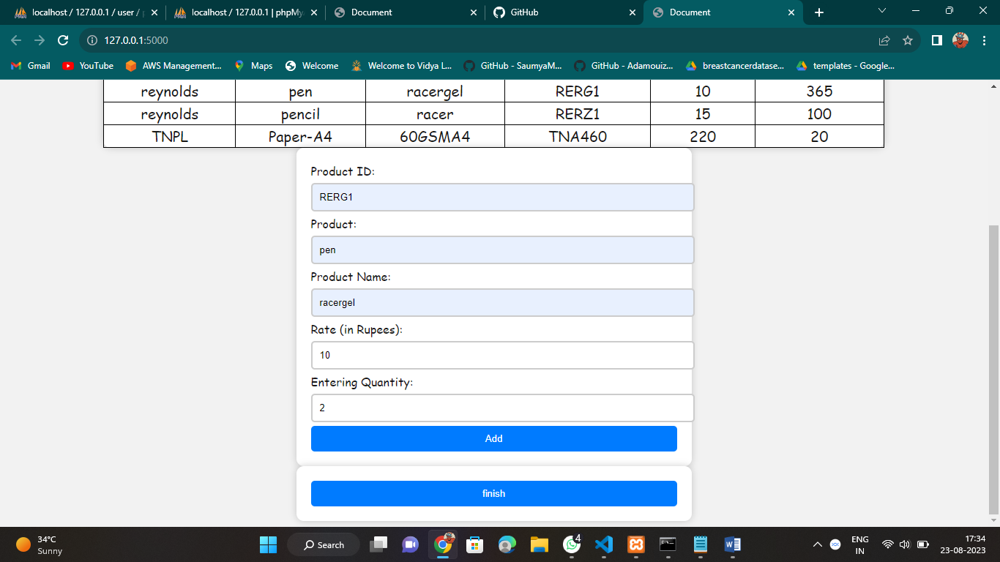 localhost / 127.0.0.1 / user / p
localhost / 127.0.0.1 | phpMy
Document
GitHub
Document
127.0.0.1:5000
Gmail
YouTube
AWS Management...
Maps
Welcome
Welcome to Vidya L...
GitHub - SaumyaM...
GitHub - Adamouiz...
breastcancerdatase...
templates - Google...
reynolds pen racergel RERG1 10 365
reynolds pencil racer RERZ1 15 100
TNPL Paper-A4 60GSMA4 TNA460 220 20
Product ID:
RERG1
Product:
pen
Product Name:
racergel
Rate (in Rupees):
10
Entering Quantity:
2
Add
finish
34°C
Sunny
Search
4
ENG
IN
17:34
23-08-2023